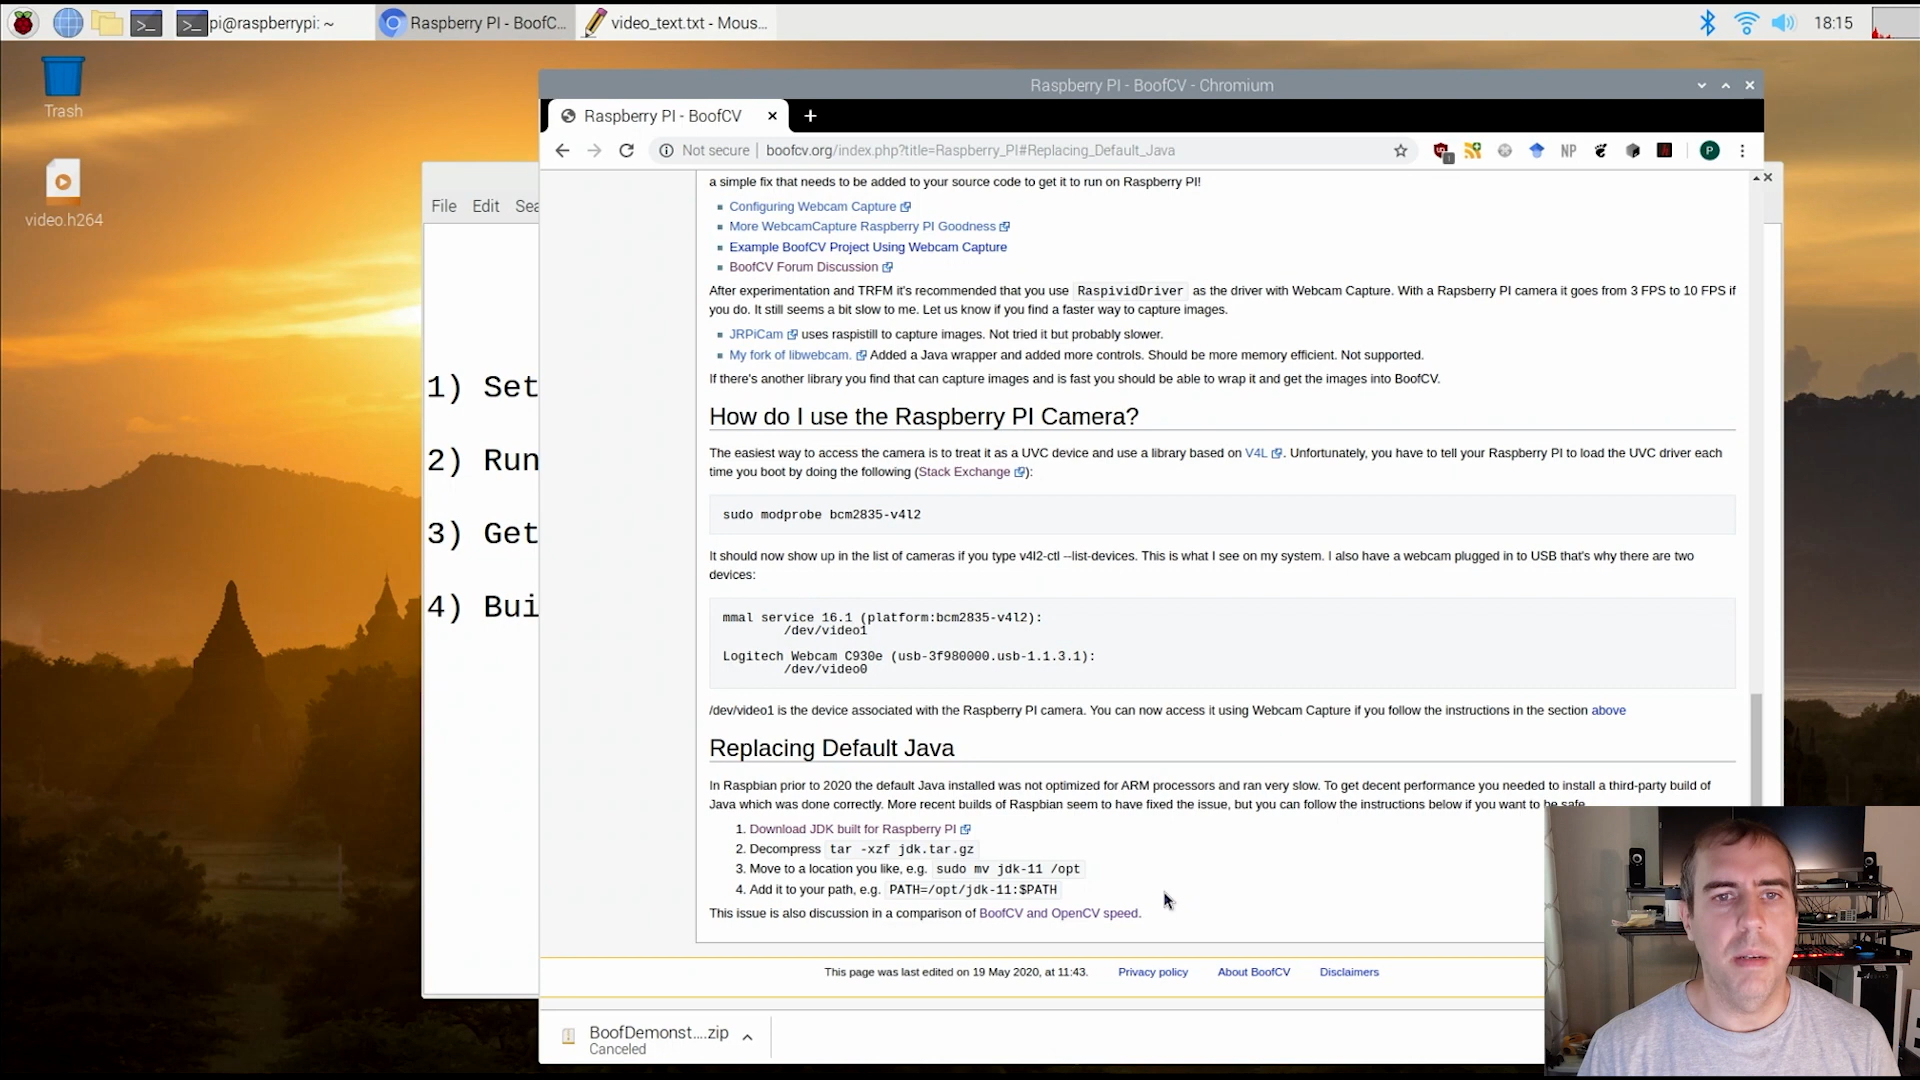 pi@raspberrypi: ~
Raspberry PI - BoofC...
video_text.txt - Mous...
18:15
Trash
video.h264
File Edit Sea
1) Set
2) Run
3) Get
4) Bui
Raspberry PI - BoofCV - Chromium
Raspberry PI - BoofCV
Not secure
boofcv.org/index.php?title=Raspberry_PI#Replacing_Default_Java
NP
P
a simple fix that needs to be added to your source code to get it to run on Raspberry PI!
Configuring Webcam Capture
More WebcamCapture Raspberry PI Goodness
Example BoofCV Project Using Webcam Capture
BoofCV Forum Discussion
After experimentation and TRFM it's recommended that you use RaspividDriver as the driver with Webcam Capture. With a Rapsberry PI camera it goes from 3 FPS to 10 FPS if
you do. It still seems a bit slow to me. Let us know if you find a faster way to capture images.
JRPiCam uses raspistill to capture images. Not tried it but probably slower.
My fork of libwebcam. Added a Java wrapper and added more controls. Should be more memory efficient. Not supported.
If there's another library you find that can capture images and is fast you should be able to wrap it and get the images into BoofCV.
How do I use the Raspberry PI Camera?
The easiest way to access the camera is to treat it as a UVC device and use a library based on V4L. Unfortunately, you have to tell your Raspberry PI to load the UVC driver each
time you boot by doing the following (Stack Exchange):
sudo modprobe bcm2835-v4l2
It should now show up in the list of cameras if you type v4l2-ctl --list-devices. This is what I see on my system. I also have a webcam plugged in to USB that's why there are two
devices:
mmal service 16.1 (platform:bcm2835-v4l2):
/dev/video1
Logitech Webcam C930e (usb-3f980000.usb-1.1.3.1):
/dev/video0
/dev/video1 is the device associated with the Raspberry PI camera. You can now access it using Webcam Capture if you follow the instructions in the section above
Replacing Default Java
In Raspbian prior to 2020 the default Java installed was not optimized for ARM processors and ran very slow. To get decent performance you needed to install a third-party build of
Java which was done correctly. More recent builds of Raspbian seem to have fixed the issue, but you can follow the instructions below if you want to be safe.
1. Download JDK built for Raspberry PI
2. Decompress tar -xzf jdk.tar.gz
3. Move to a location you like, e.g. sudo mv jdk-11 /opt
4. Add it to your path, e.g. PATH=/opt/jdk-11:$PATH
This issue is also discussion in a comparison of BoofCV and OpenCV speed.
This page was last edited on 19 May 2020, at 11:43. Privacy policy About BoofCV Disclaimers
BoofDemonst....zip
Canceled